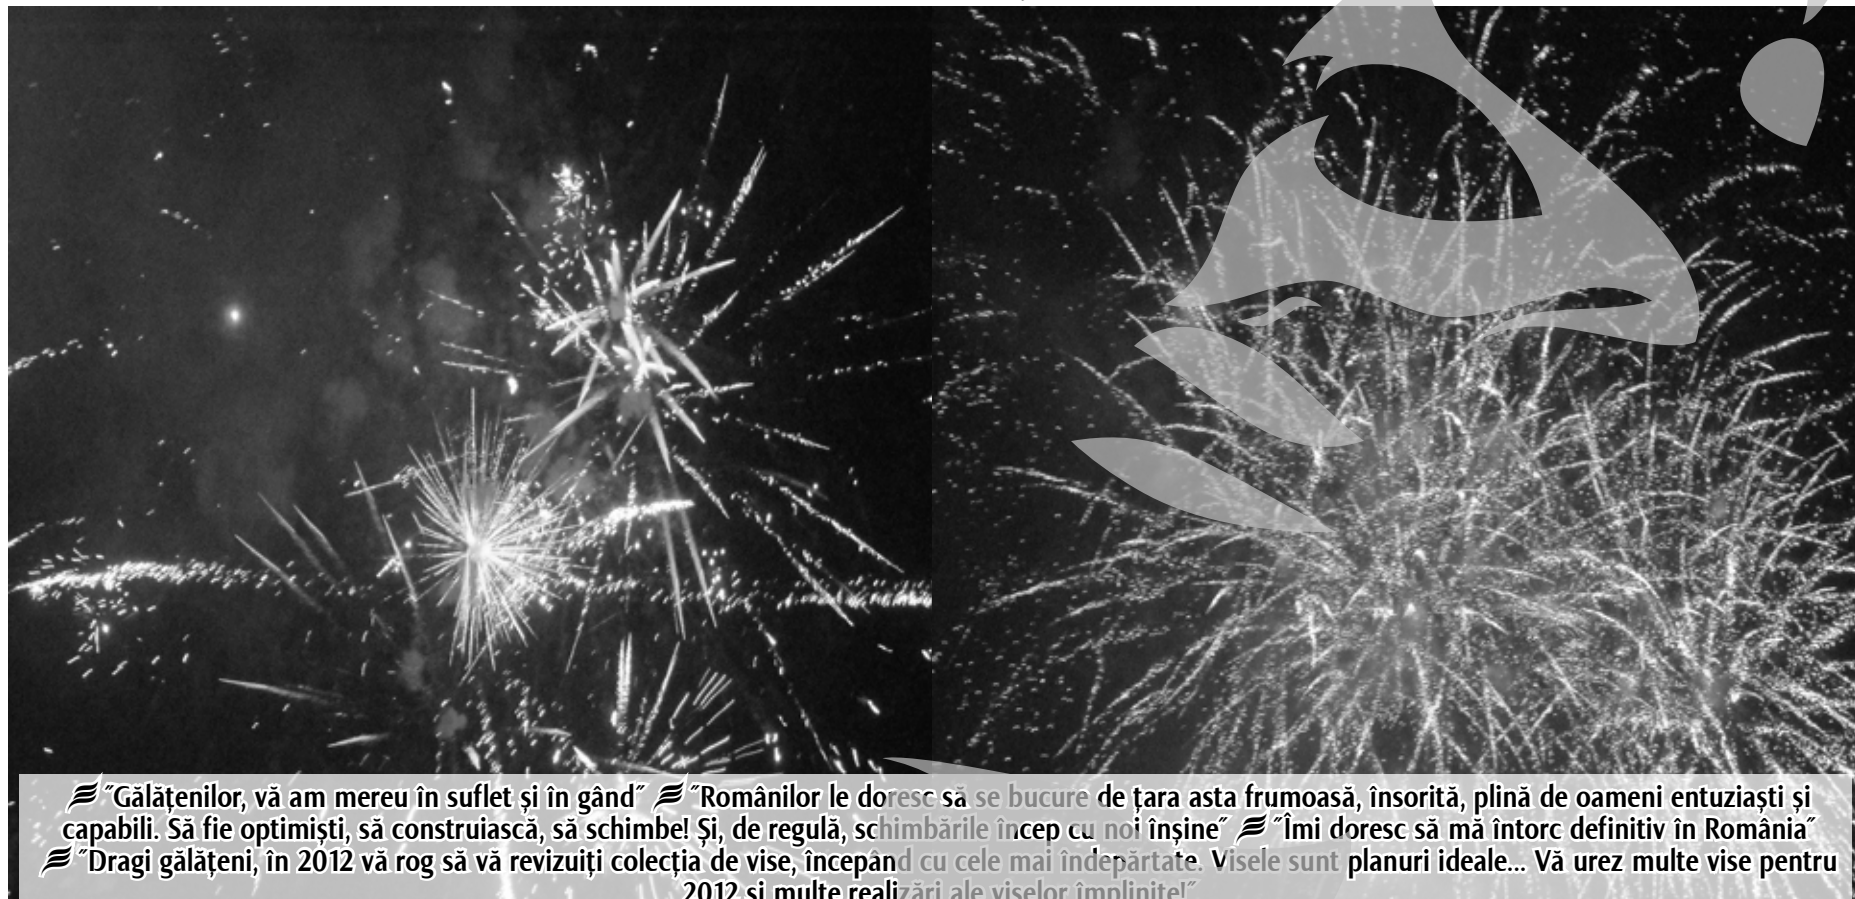 ˝Gălățenilor, vă am mereu în suflet și în gând˝ ˝Românilor le doresc să se bucure de țara asta frumoasă, însorită, plină de oameni entuziaști și
capabili. Să fie optimiști, să construiască, să schimbe! Și, de regulă, schimbările încep cu noi înșine˝ ˝Îmi doresc să mă întorc definitiv în România˝
˝Dragi gălățeni, în 2012 vă rog să vă revizuiți colecția de vise, începând cu cele mai îndepărtate. Visele sunt planuri ideale... Vă urez multe vise pentru
2012 și multe realizări ale viselor împlinite!˝